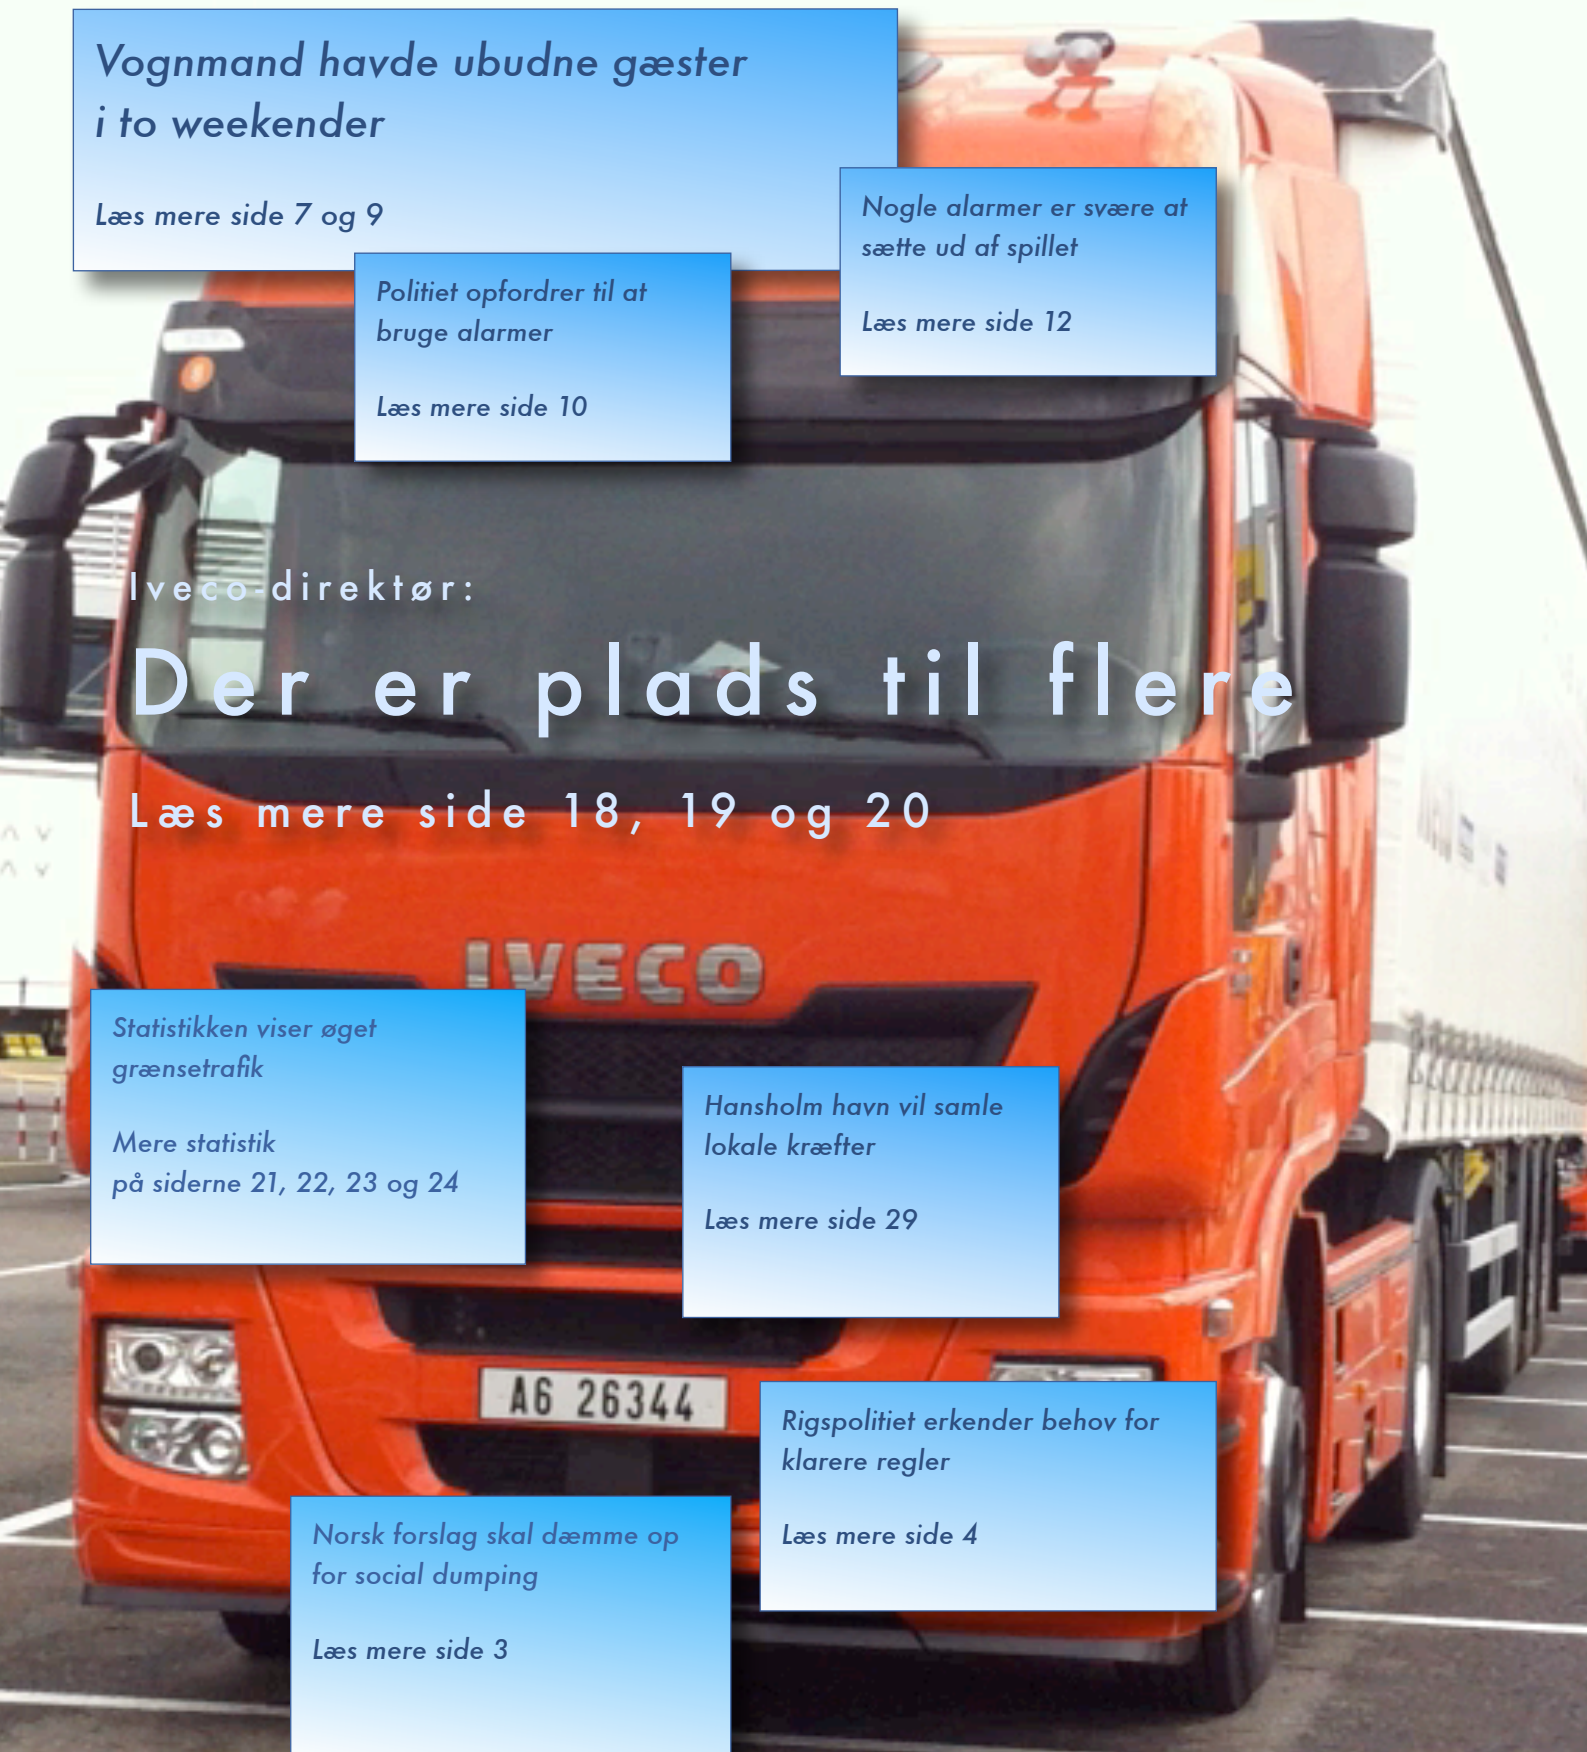 Vognmand havde ubudne gæster
i to weekender
Læs mere side 7 og 9
Nogle alarmer er svære at
sætte ud af spillet
Læs mere side 12
Politiet opfordrer til at
bruge alarmer
Læs mere side 10
Iveco-direktør:
Der er plads til flere
Læs mere side 18, 19 og 20
IVECO
Statistikken viser øget
grænsetrafik
Mere statistik
på siderne 21, 22, 23 og 24
Hansholm havn vil samle
lokale kræfter
Læs mere side 29
A6 26344
Rigspolitiet erkender behov for
klarere regler
Læs mere side 4
Norsk forslag skal dæmme op
for social dumping
Læs mere side 3